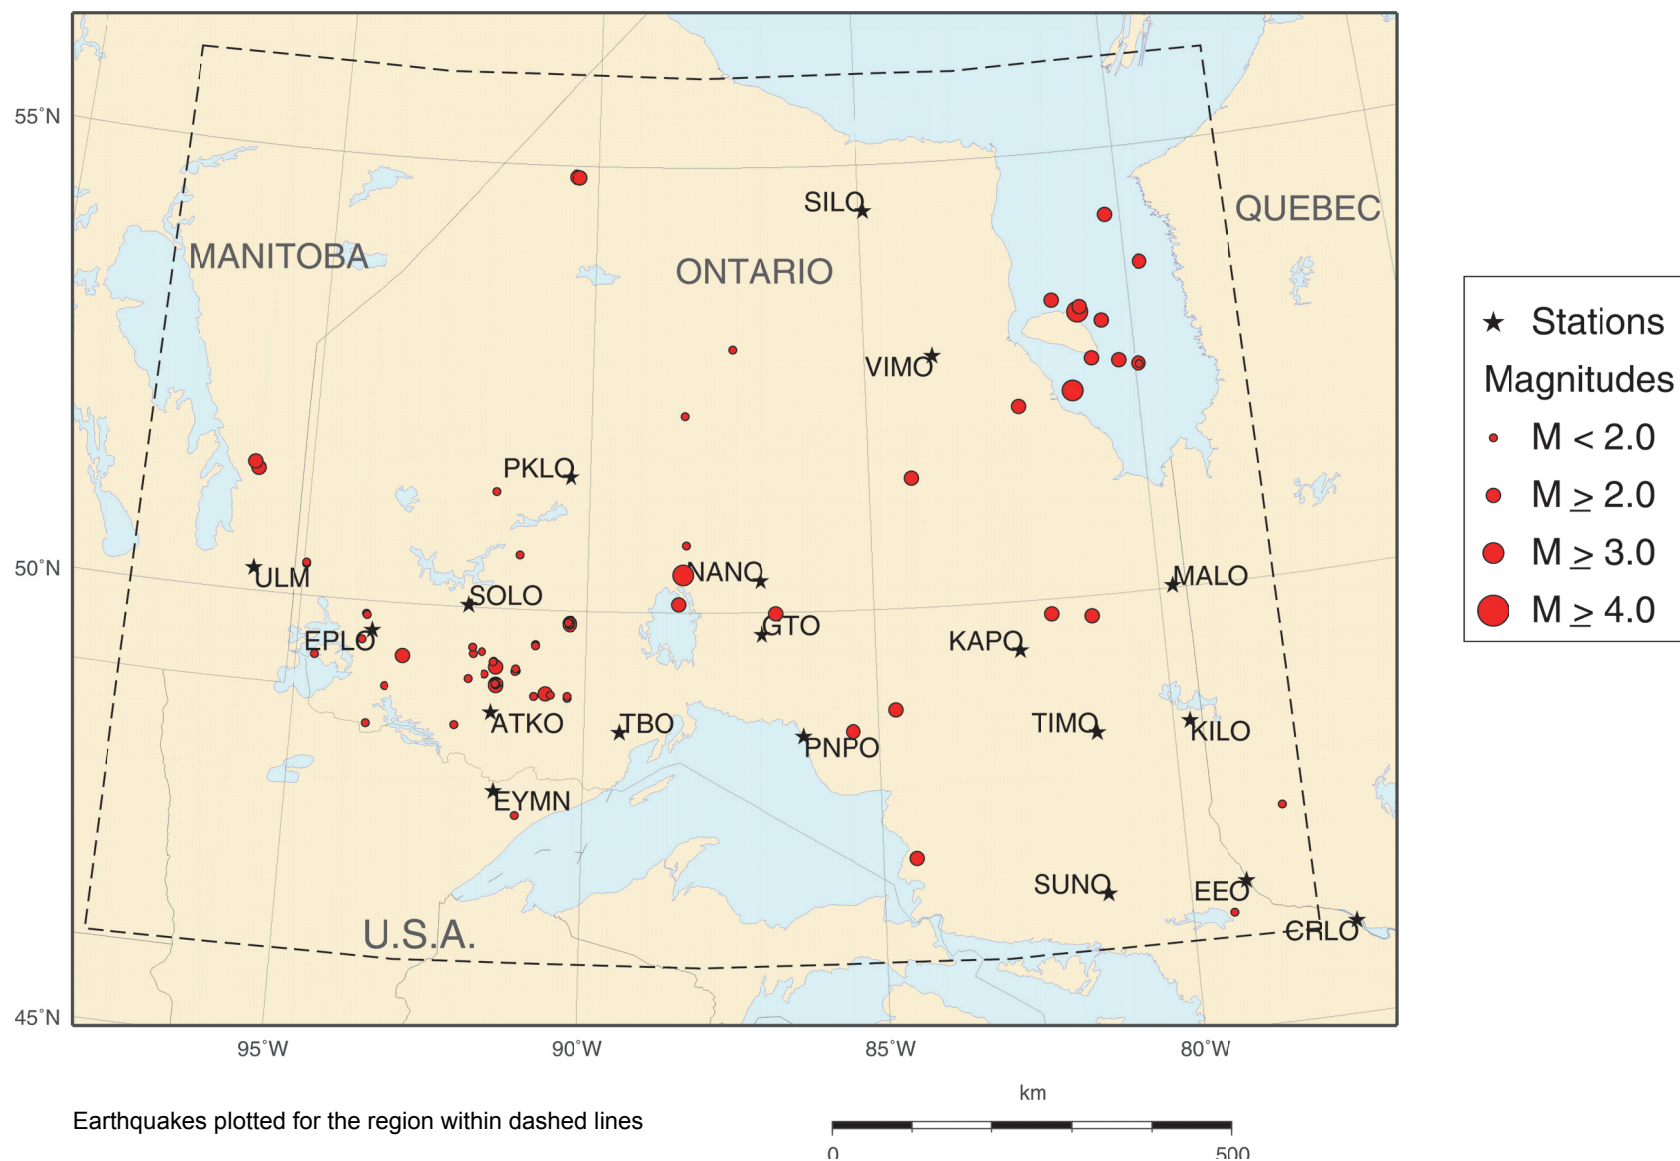 55°N
SILO
QUEBEC
MANITOBA
ONTARIO
VIMO
PKLO
50°N
ULM
NANO
MALO
SOLO
GTO
EPLO
KAPO
ATKO
TBO
TIMO
KILO
PNPO
EYMN
SUNO
EEO
CRLO
U.S.A.
45°N
95°W
90°W
85°W
80°W
Stations
Magnitudes
M < 2.0
M ≥ 2.0
M ≥ 3.0
M ≥ 4.0
km
Earthquakes plotted for the region within dashed lines
0
500